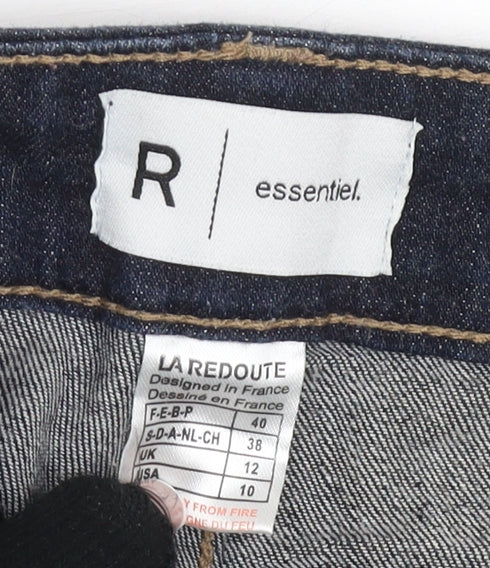 R | essentiel.
LA REDOUTE
Designed in France
Dessiné en France
F-E-B-P 40
S-D-A-NL-CH 38
UK 12
USA 10
FROM FIRE
DU FEU